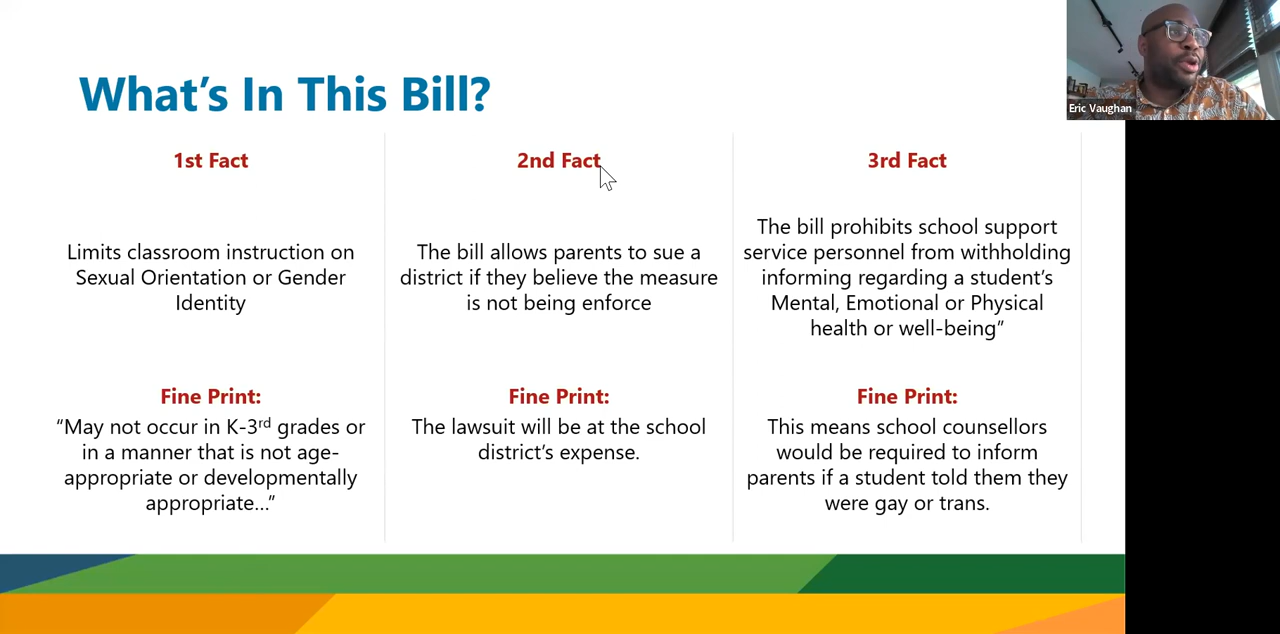 What's In This Bill?
Eric Vaughan
1st Fact
Limits classroom instruction on
Sexual Orientation or Gender
Identity
Fine Print:
“May not occur in K-3rd grades or
in a manner that is not age-
appropriate or developmentally
appropriate…”
2nd Fact
The bill allows parents to sue a
district if they believe the measure
is not being enforce
Fine Print:
The lawsuit will be at the school
district's expense.
3rd Fact
The bill prohibits school support
service personnel from withholding
informing regarding a student's
Mental, Emotional or Physical
health or well-being”
Fine Print:
This means school counsellors
would be required to inform
parents if a student told them they
were gay or trans.